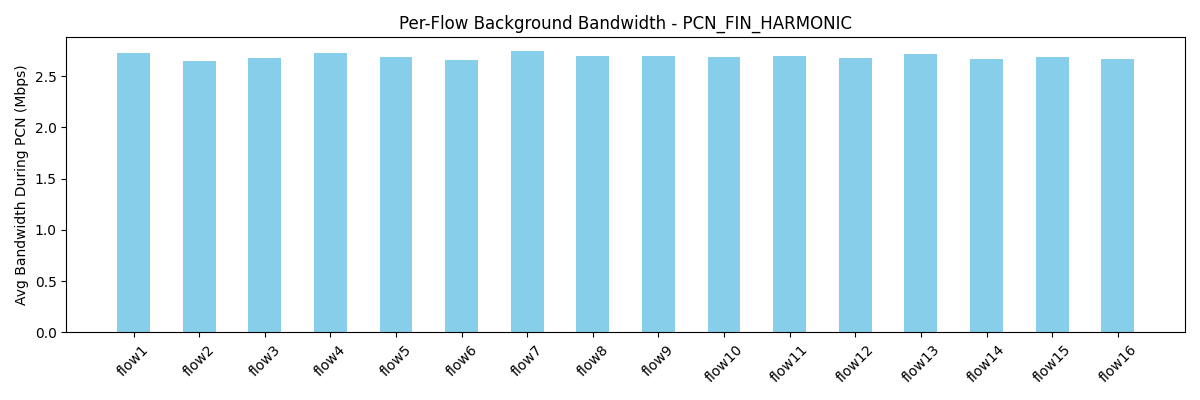 Per-Flow Background Bandwidth - PCN_FIN_HARMONIC
Avg Bandwidth During PCN (Mbps)
2.5
2.0
1.5
1.0
0.5
0.0
flow1
flow2
flow3
flow4
flow5
flow6
flow7
flow8
flow9
flow10
flow11
flow12
flow13
flow14
flow15
flow16